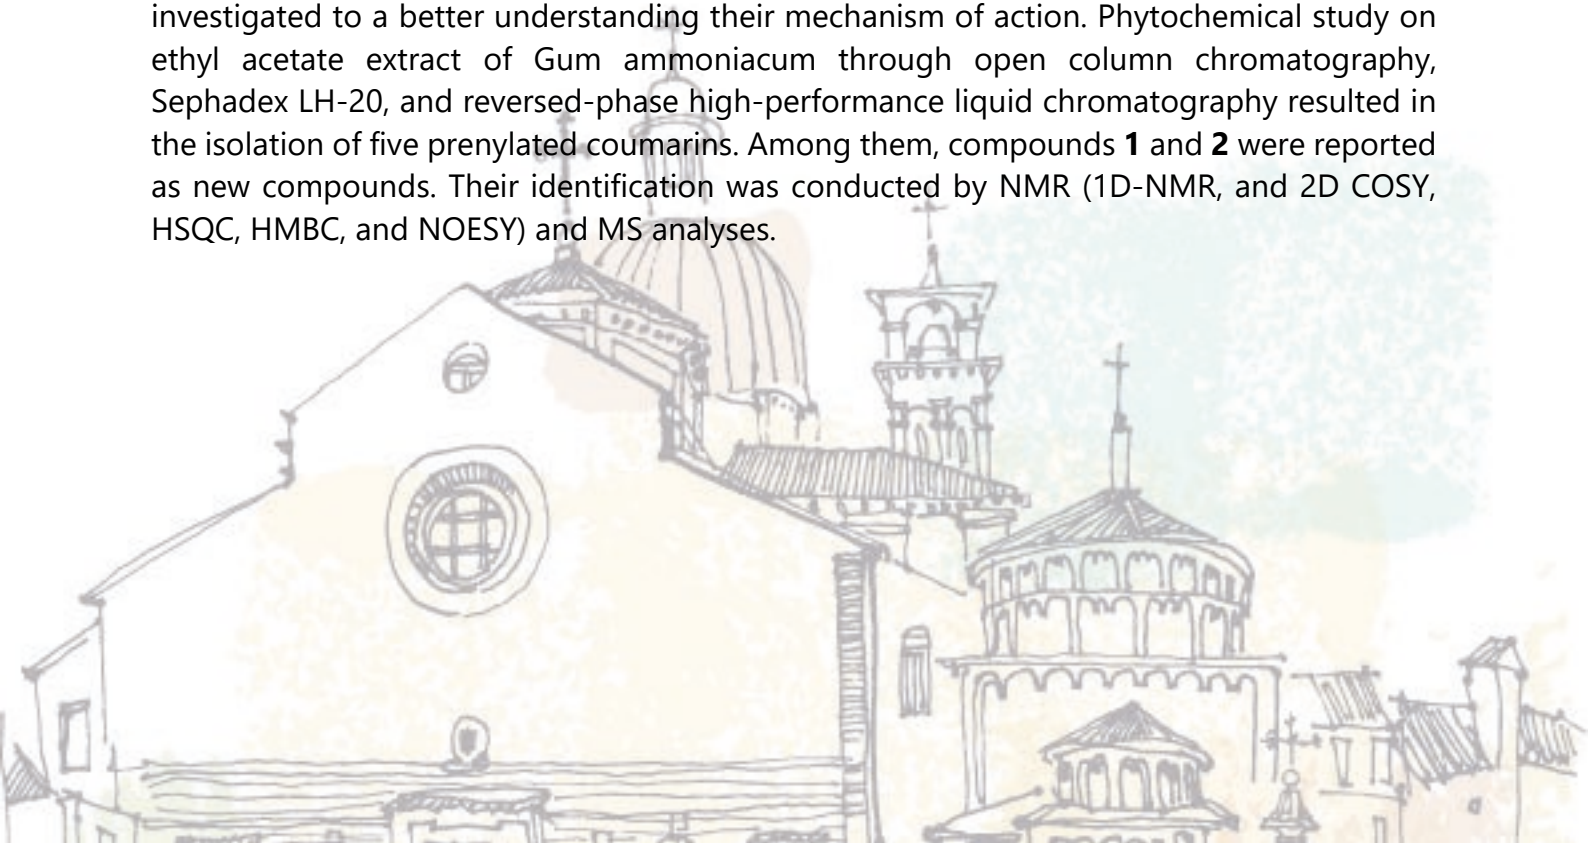 investigated to a better understanding their mechanism of action. Phytochemical study on
ethyl acetate extract of Gum ammoniacum through open column chromatography,
Sephadex LH-20, and reversed-phase high-performance liquid chromatography resulted in
the isolation of five prenylated coumarins. Among them, compounds 1 and 2 were reported
as new compounds. Their identification was conducted by NMR (1D-NMR, and 2D COSY,
HSQC, HMBC, and NOESY) and MS analyses.